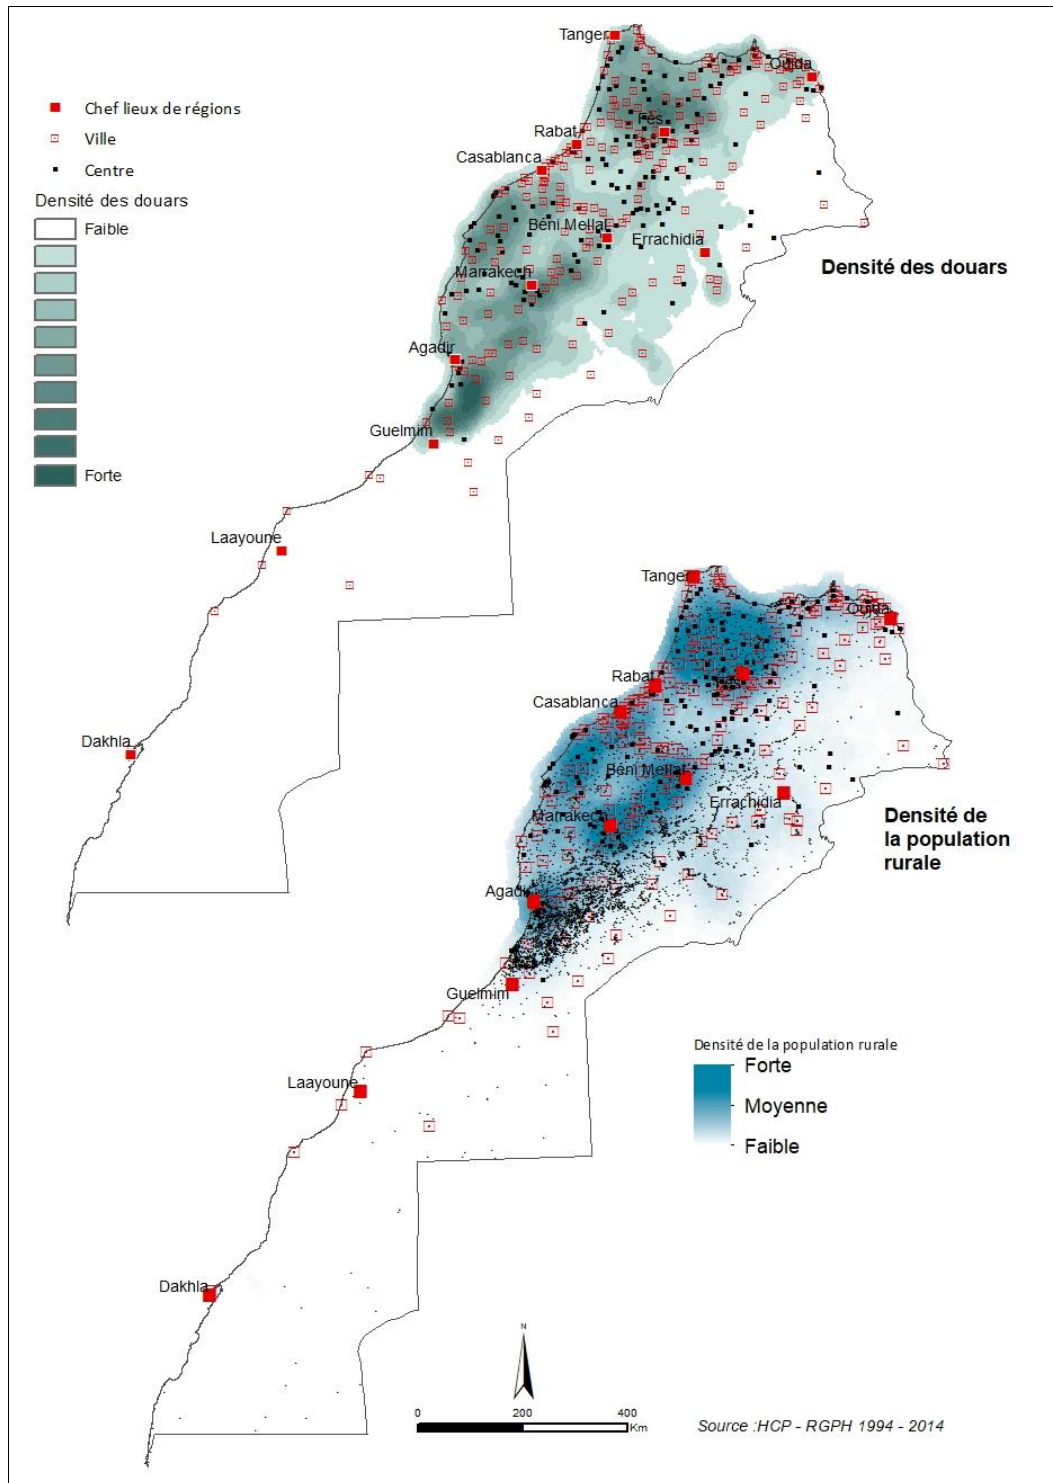 Tanger
Oujda
Chef lieux de régions
Ville
Fès
Rabat
Centre
Casablanca
Densité des douars
Faible
Béni Mellal
Errachidia
Densité des douars
Marrakech
Agadir
Guelmim
Forte
Laayoune
Tanger
Oujda
Rabat
Fès
Casablanca
Dakhla
Béni Mellal
Errachidia
Marrakech
Densité de
la population
rurale
Agadir
Guelmim
Densité de la population rurale
Forte
Laayoune
Moyenne
Faible
Dakhla
N
0 200 400
Km
Source :HCP - RGPH 1994 - 2014